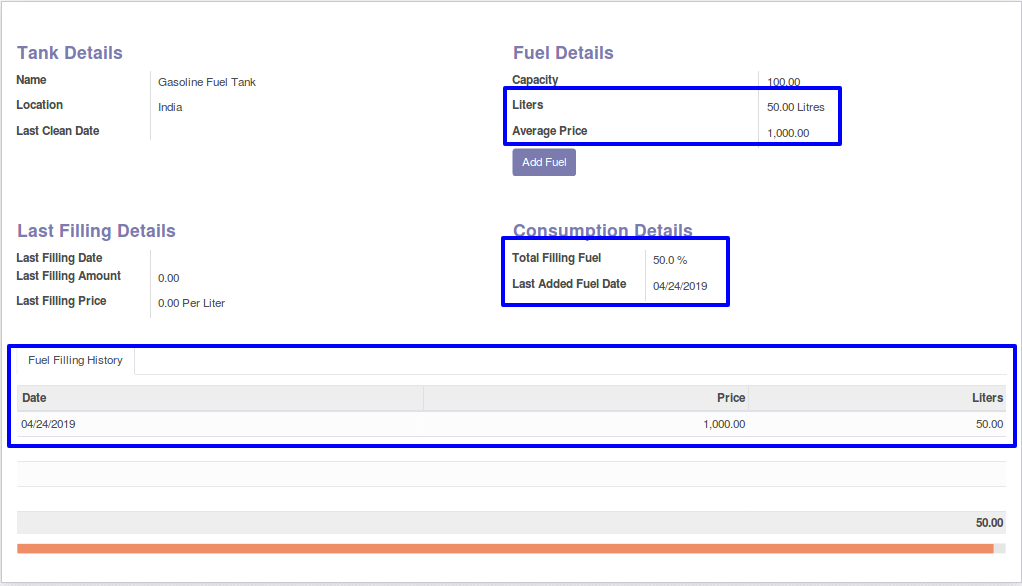 Tank Details
Name Gasoline Fuel Tank
Location India
Last Clean Date
Fuel Details
Capacity 100.00
Liters 50.00 Litres
Average Price 1,000.00
Add Fuel
Last Filling Details
Last Filling Date
Last Filling Amount 0.00
Last Filling Price 0.00 Per Liter
Consumption Details
Total Filling Fuel 50.0 %
Last Added Fuel Date 04/24/2019
Fuel Filling History
Date Price Liters
04/24/2019 1,000.00 50.00
50.00